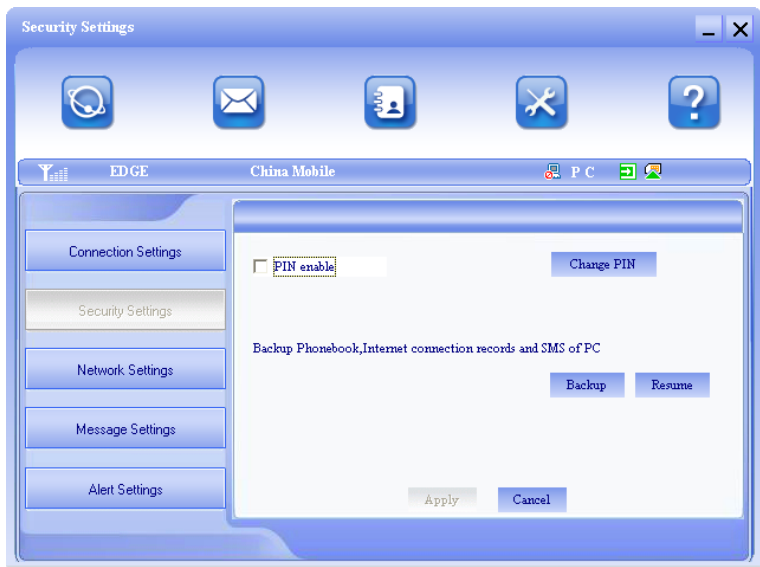 Security Settings
EDGE China Mobile P C
Connection Settings
Security Settings
Network Settings
Message Settings
Alert Settings
PIN enable Change PIN
Backup Phonebook,Internet connection records and SMS of PC
Backup Resume
Apply Cancel